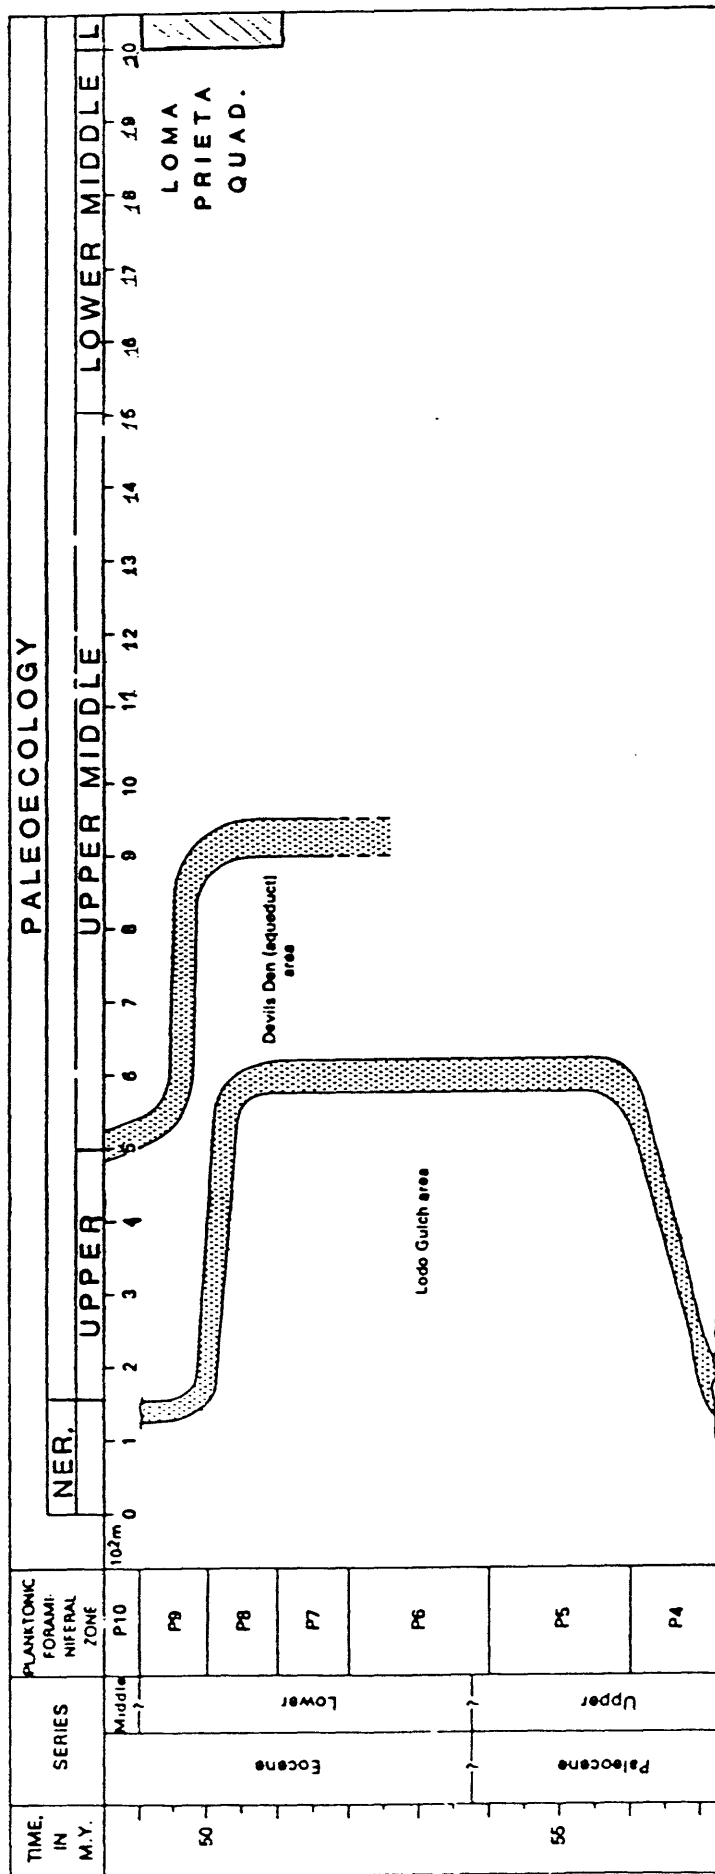 PALEOECOLOGY
TIME,
IN
M.Y.
SERIES
PLANKTONIC
FORAMI-
NIFERAL
ZONE
NER,
UPPER
UPPER MIDDLE
LOWER MIDDLE
L
10²m 0 1 2 3 4 5 6 7 8 9 10 11 12 13 14 15 16 17 18 19 20
Middle
P10
P9
P8
P7
P6
P5
P4
Eocene
Lower
Paleocene
Upper
50
55
LOMA
PRIETA
QUAD.
Devils Den (aqueduct)
area
Lodo Gulch area